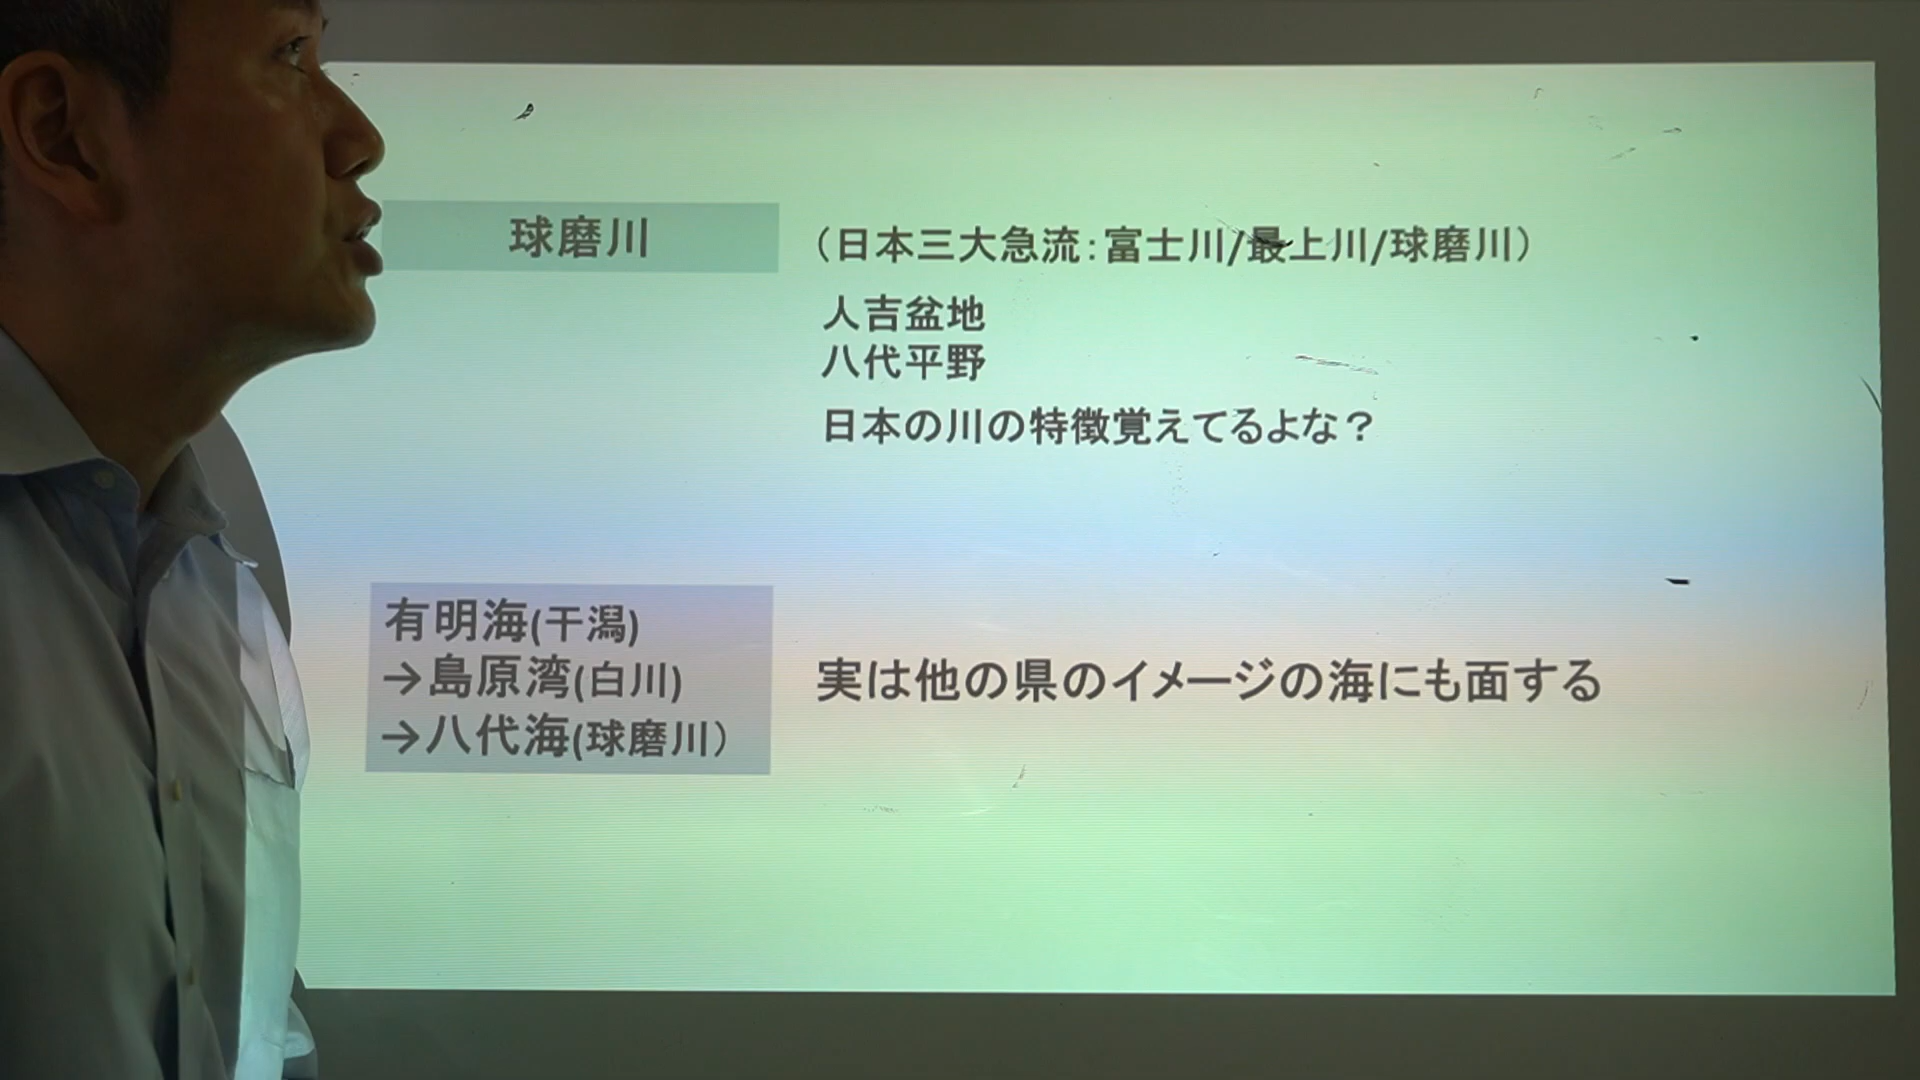 球磨川 (日本三大急流：富士川/最上川/球磨川)
人吉盆地
八代平野
日本の川の特徴覚えてるよな？
有明海(干潟)
→島原湾(白川)
→八代海(球磨川)
実は他の県のイメージの海にも面する